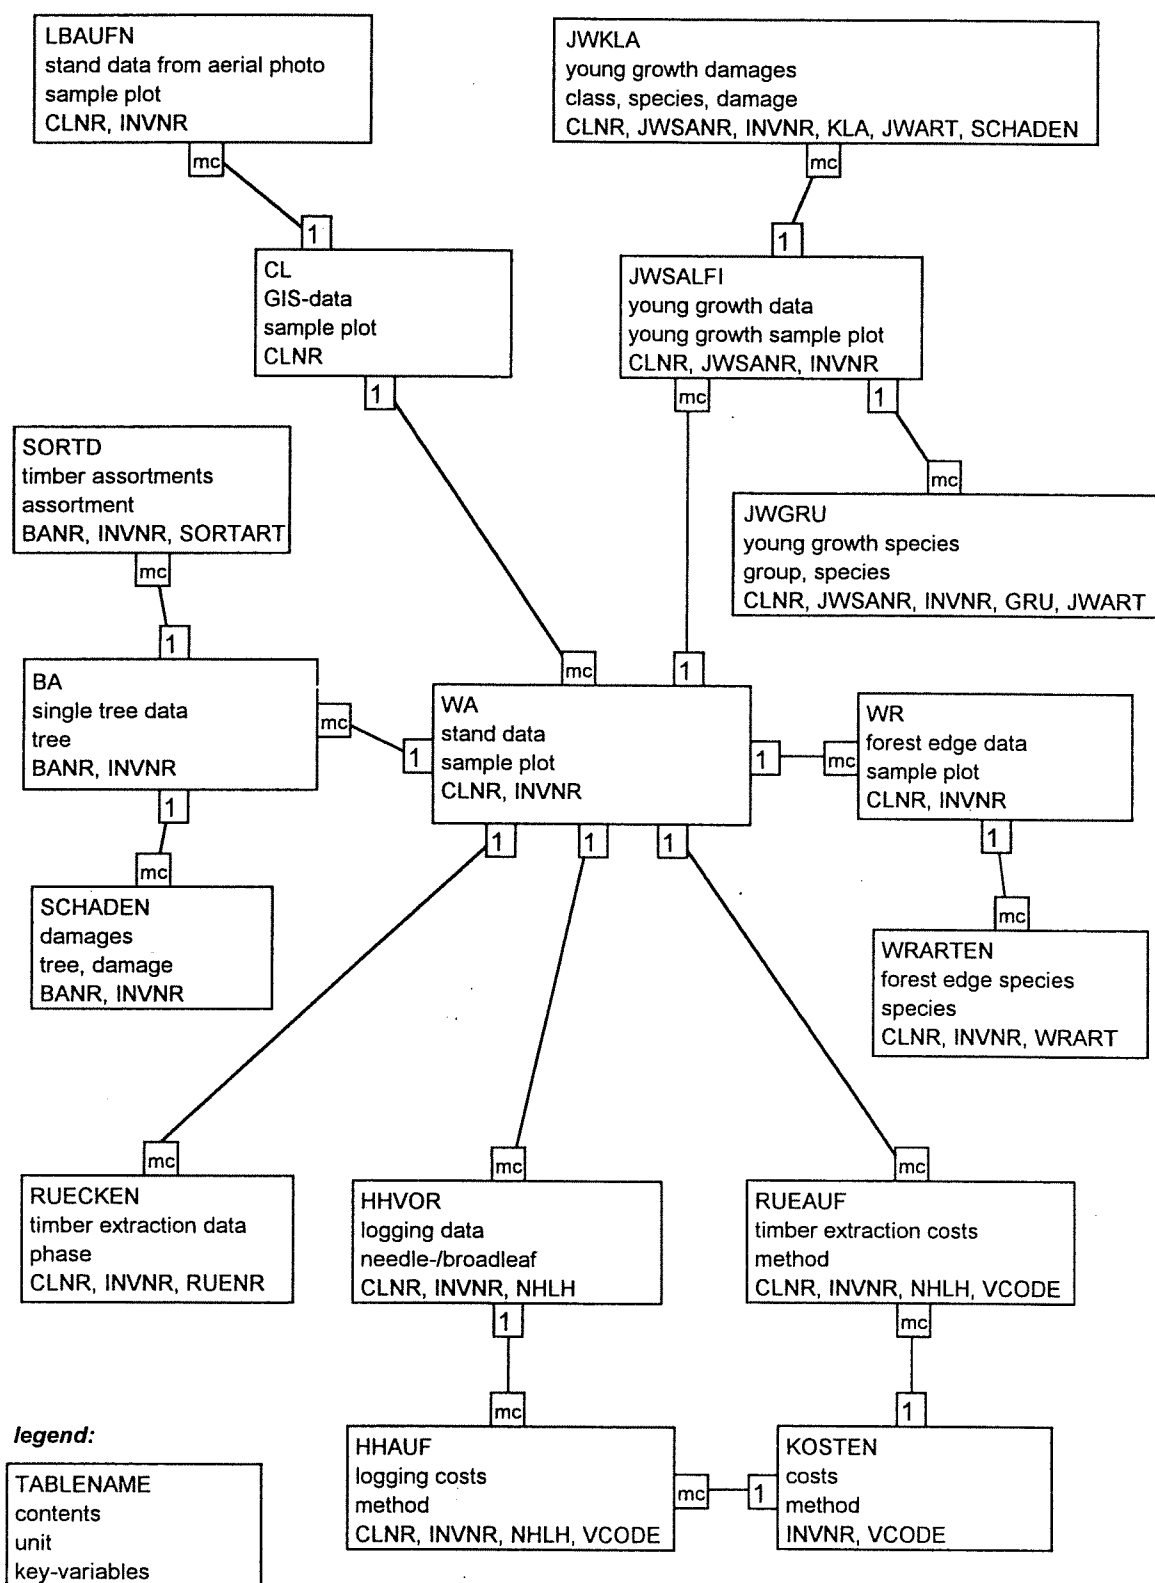 LBAUFN
stand data from aerial photo
sample plot
CLNR, INVNR
mc
JWKLA
young growth damages
class, species, damage
CLNR, JWSANR, INVNR, KLA, JWART, SCHADEN
mc
1
CL
GIS-data
sample plot
CLNR
1
1
JWSALFI
young growth data
young growth sample plot
CLNR, JWSANR, INVNR
mc
1
SORTD
timber assortments
assortment
BANR, INVNR, SORTART
mc
mc
JWGRU
young growth species
group, species
CLNR, JWSANR, INVNR, GRU, JWART
1
BA
single tree data
tree
BANR, INVNR
mc
1
mc
1
WA
stand data
sample plot
CLNR, INVNR
1
1
mc
WR
forest edge data
sample plot
CLNR, INVNR
1
1
1
1
mc
SCHADEN
damages
tree, damage
BANR, INVNR
mc
WRARTEN
forest edge species
species
CLNR, INVNR, WRART
mc
RUECKEN
timber extraction data
phase
CLNR, INVNR, RUENR
mc
HHVOR
logging data
needle-/broadleaf
CLNR, INVNR, NHLH
1
mc
RUEAUF
timber extraction costs
method
CLNR, INVNR, NHLH, VCODE
mc
mc
HHAUF
logging costs
method
CLNR, INVNR, NHLH, VCODE
mc
1
1
KOSTEN
costs
method
INVNR, VCODE
legend:
TABLENAME
contents
unit
key-variables